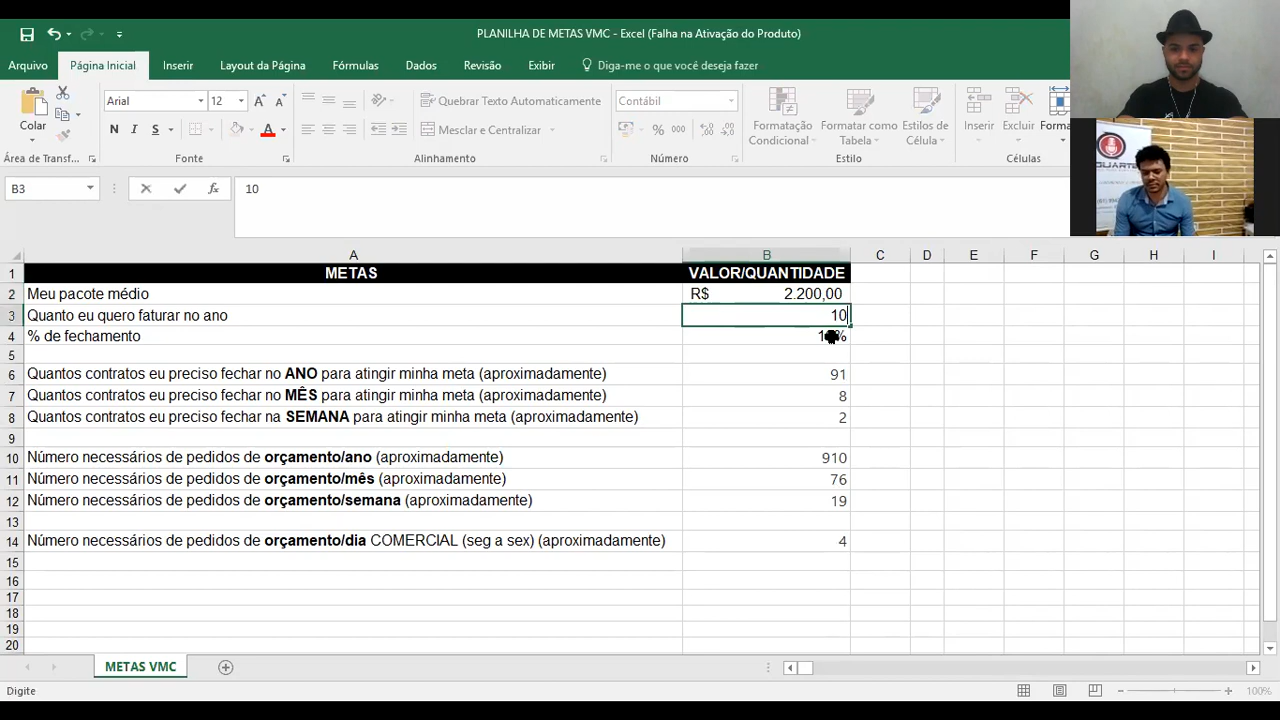 PLANILHA DE METAS VMC - Excel (Falha na Ativação do Produto)
Arquivo Página Inicial Inserir Layout da Página Fórmulas Dados Revisão Exibir Diga-me o que você deseja fazer
Colar Arial 12 Quebrar Texto Automaticamente Contábil
N I S Mesclar e Centralizar % 000 Formatação Condicional Formatar como Tabela Estilos de Células Inserir Excluir
Área de Transf... Fonte Alinhamento Número Estilo Células
DUARTE
B3 fx 10
A B C D E F G H I
1 METAS VALOR/QUANTIDADE
2 Meu pacote médio R$ 2.200,00
3 Quanto eu quero faturar no ano 10
4 % de fechamento
5
6 Quantos contratos eu preciso fechar no ANO para atingir minha meta (aproximadamente) 91
7 Quantos contratos eu preciso fechar no MÊS para atingir minha meta (aproximadamente) 8
8 Quantos contratos eu preciso fechar na SEMANA para atingir minha meta (aproximadamente) 2
9
10 Número necessários de pedidos de orçamento/ano (aproximadamente) 910
11 Número necessários de pedidos de orçamento/mês (aproximadamente) 76
12 Número necessários de pedidos de orçamento/semana (aproximadamente) 19
13
14 Número necessários de pedidos de orçamento/dia COMERCIAL (seg a sex) (aproximadamente) 4
15
16
17
18
19
20
METAS VMC
Digite 100%